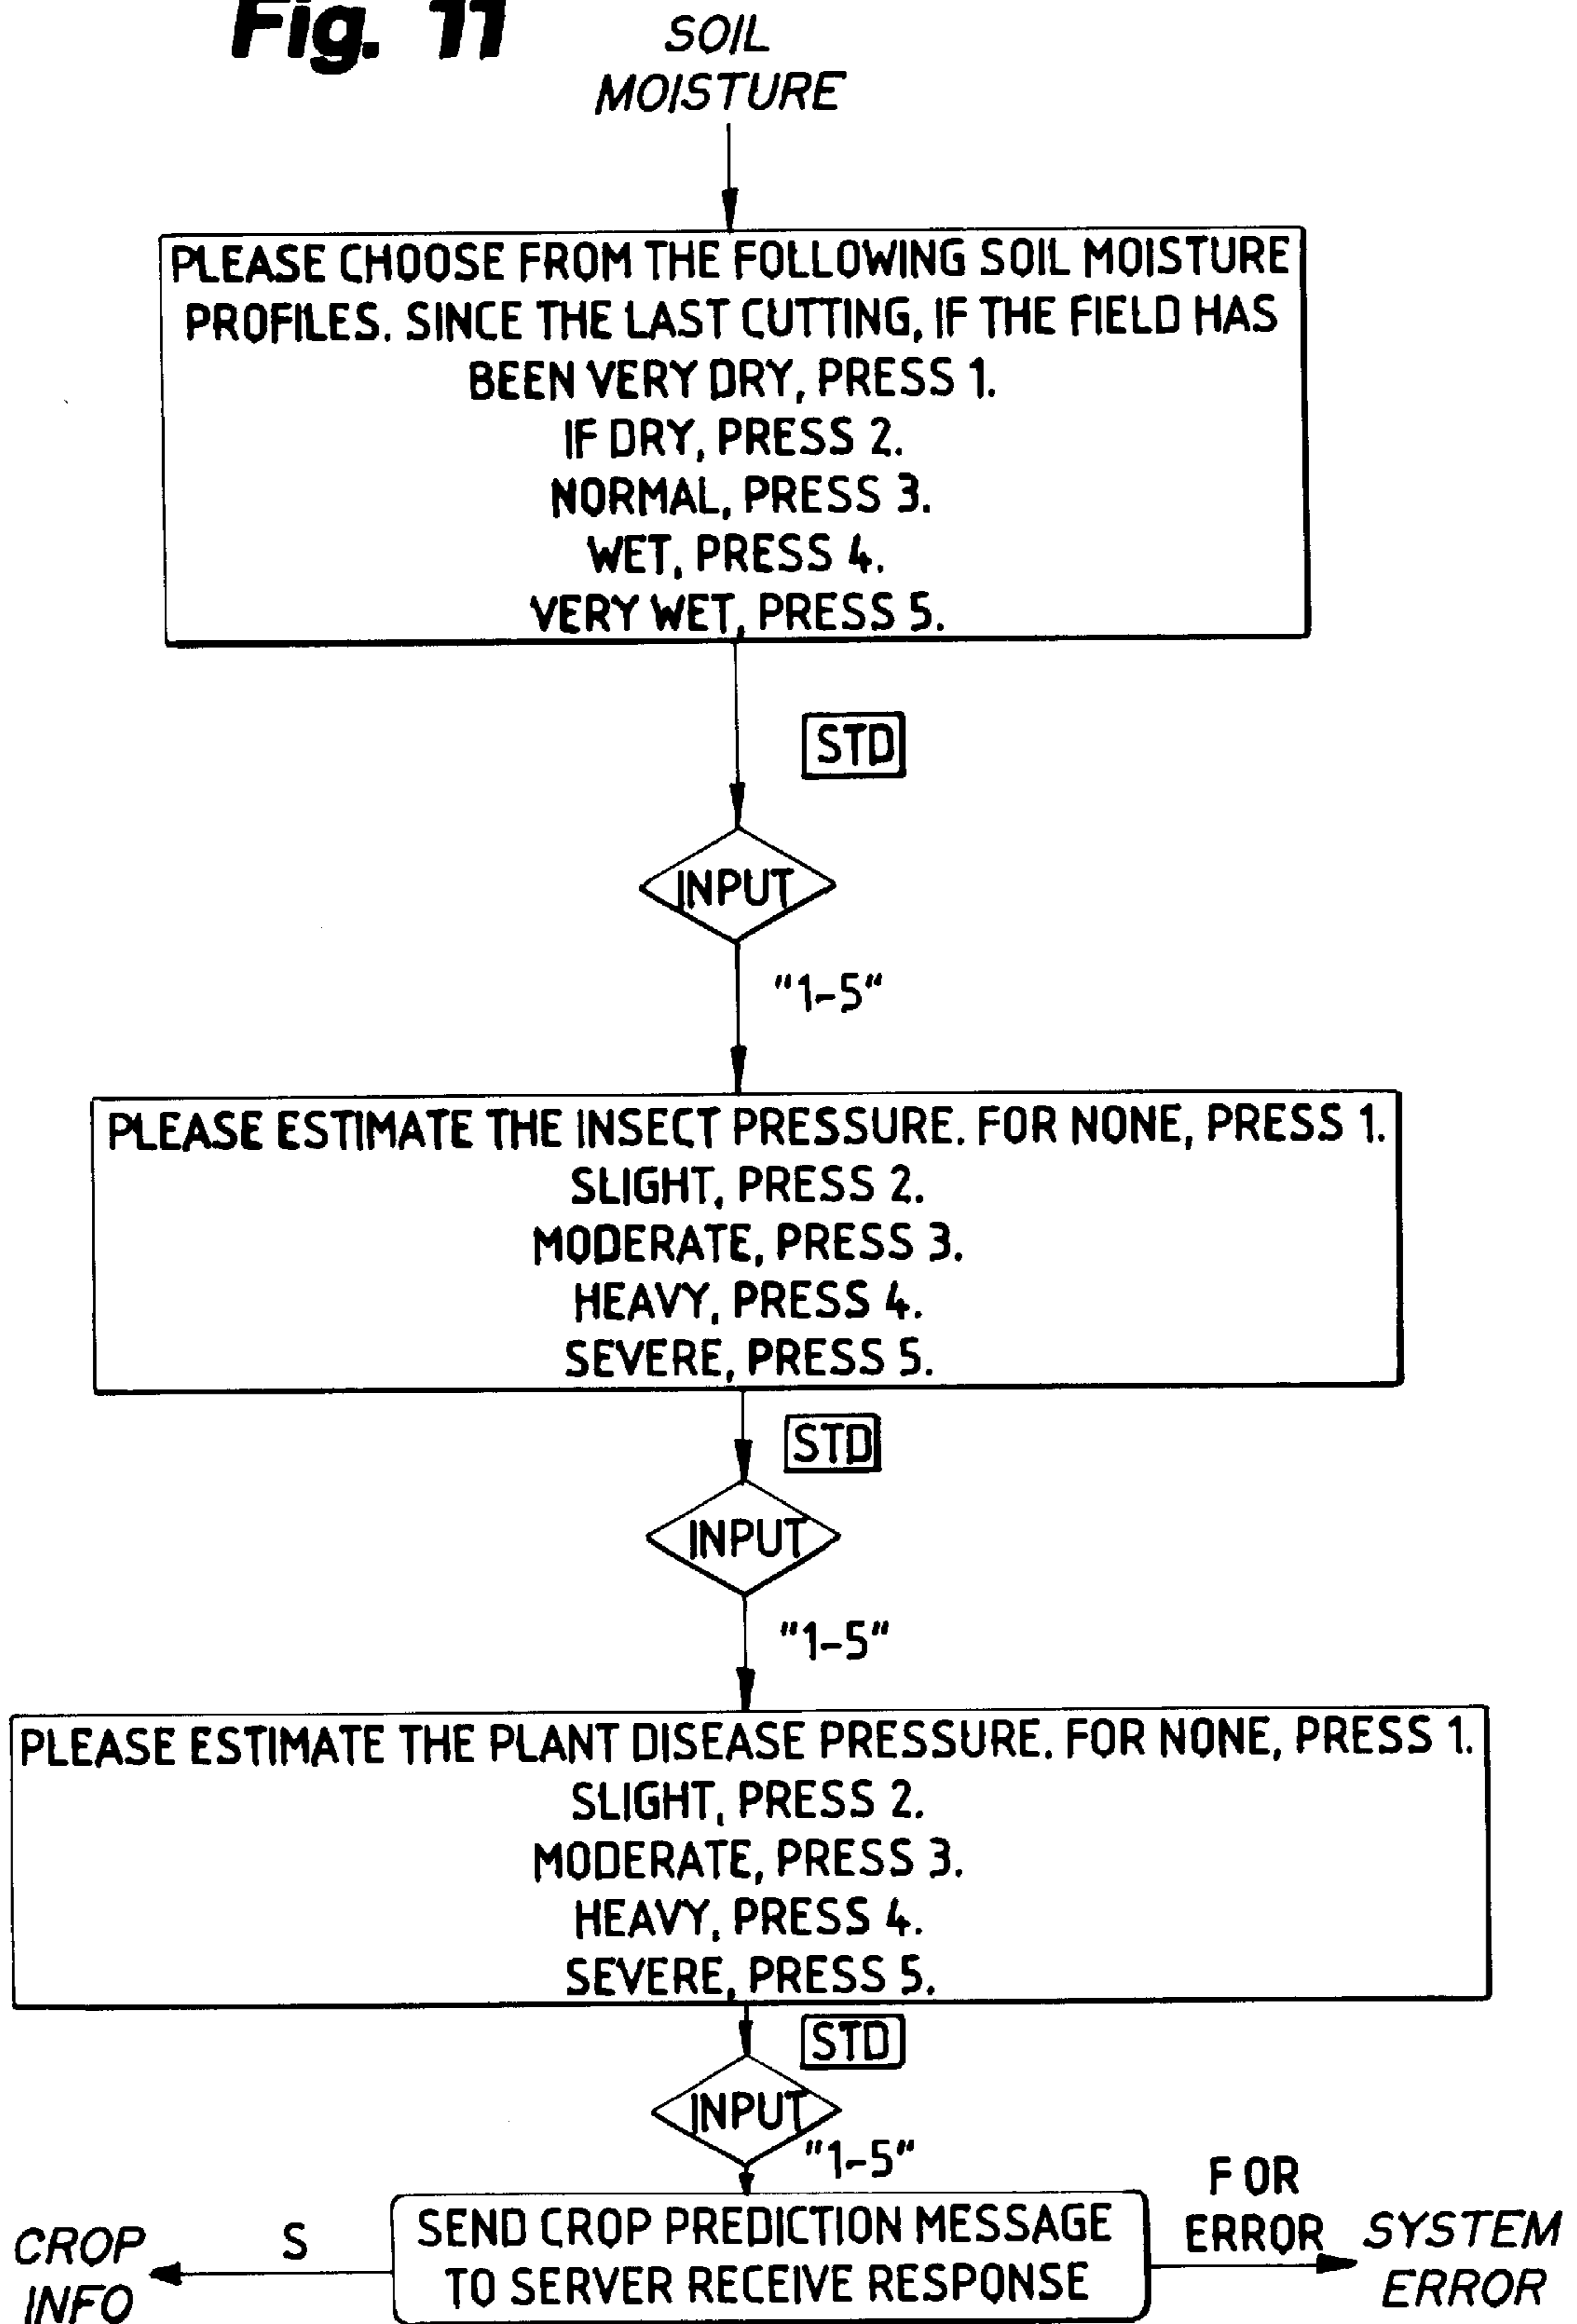 Fig. 11
SOIL
MOISTURE
PLEASE CHOOSE FROM THE FOLLOWING SOIL MOISTURE
PROFILES. SINCE THE LAST CUTTING, IF THE FIELD HAS
BEEN VERY DRY, PRESS 1.
IF DRY, PRESS 2.
NORMAL, PRESS 3.
WET, PRESS 4.
VERY WET, PRESS 5.
STD
INPUT
"1-5"
PLEASE ESTIMATE THE INSECT PRESSURE. FOR NONE, PRESS 1.
SLIGHT, PRESS 2.
MODERATE, PRESS 3.
HEAVY, PRESS 4.
SEVERE, PRESS 5.
STD
INPUT
"1-5"
PLEASE ESTIMATE THE PLANT DISEASE PRESSURE. FOR NONE, PRESS 1.
SLIGHT, PRESS 2.
MODERATE, PRESS 3.
HEAVY, PRESS 4.
SEVERE, PRESS 5.
STD
INPUT
"1-5"
CROP
INFO
S
SEND CROP PREDICTION MESSAGE
TO SERVER RECEIVE RESPONSE
F OR
ERROR
SYSTEM
ERROR